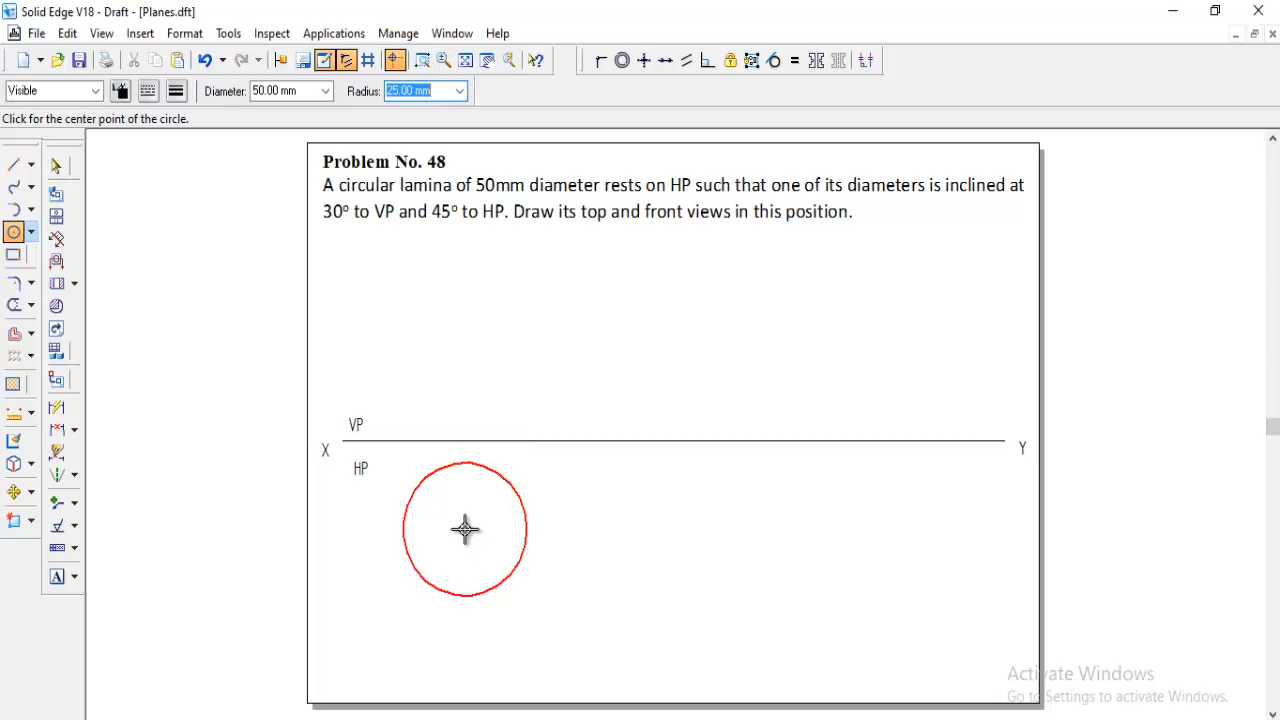 Solid Edge V18 - Draft - [Planes.dft]
File Edit View Insert Format Tools Inspect Applications Manage Window Help
Visible Diameter: 50.00 mm Radius: 25.00 mm
Click for the center point of the circle.
Problem No. 48
A circular lamina of 50mm diameter rests on HP such that one of its diameters is inclined at
30° to VP and 45° to HP. Draw its top and front views in this position.
VP
X Y
HP
A
Activate Windows
Go to Settings to activate Windows.